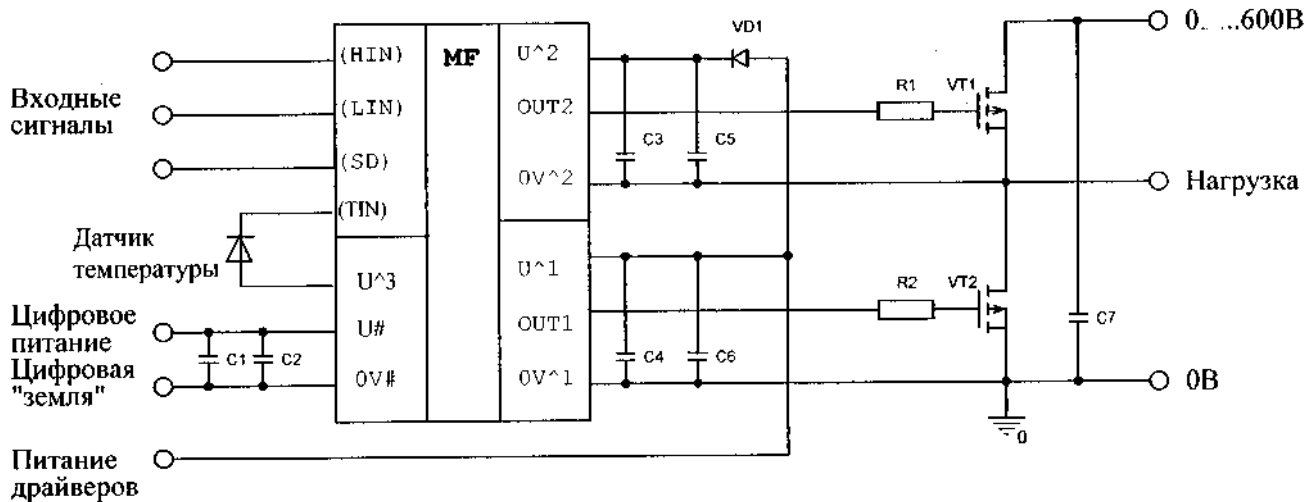 0. ...600В
VD1
(HIN)
MF
U^2
R1
VT1
Входные
сигналы
(LIN)
OUT2
C3
C5
(SD)
0V^2
Нагрузка
(TIN)
Датчик
температуры
U^1
U^3
R2
VT2
Цифровое
питание
U#
OUT1
C7
C1
C2
C4
C6
Цифровая
"земля"
0V#
0V^1
0В
0
Питание
драйверов